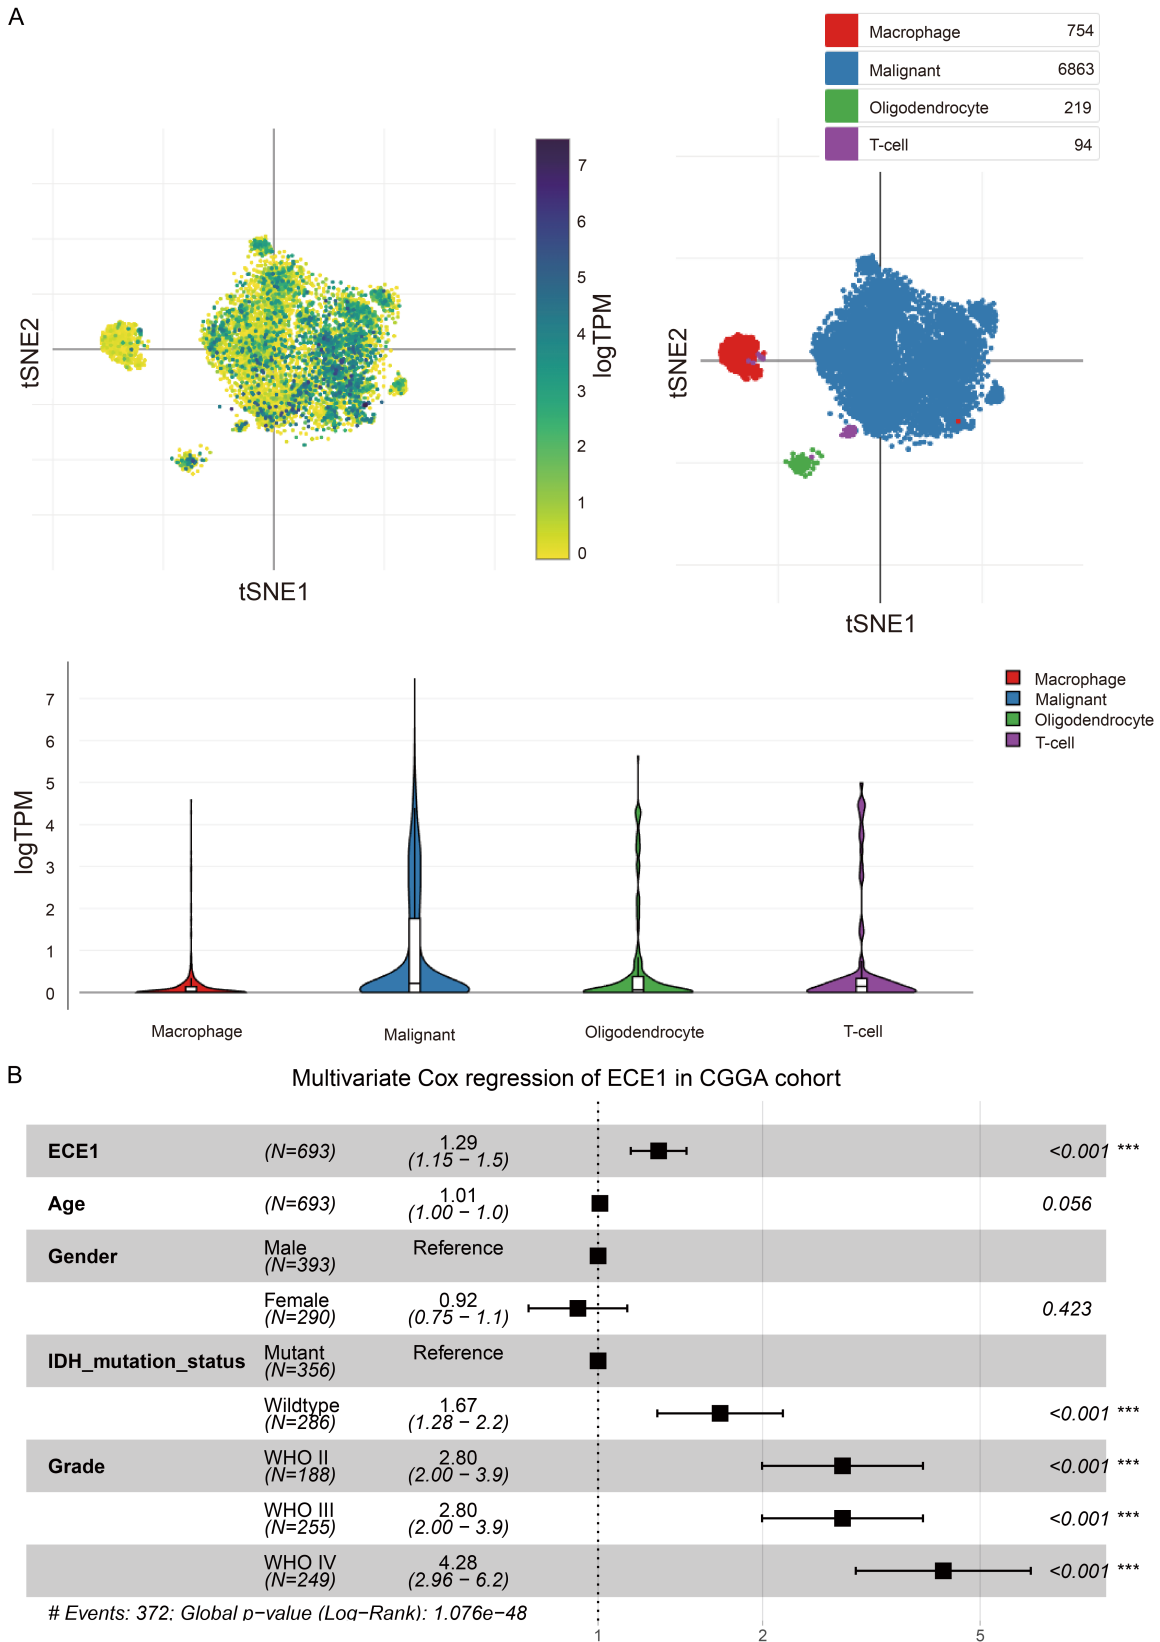 A
Macrophage 754
Malignant 6863
Oligodendrocyte 219
T-cell 94
7
6
5
4
3
2
1
0
logTPM
tSNE2
tSNE1
tSNE2
tSNE1
7
6
5
4
3
2
1
0
logTPM
Macrophage
Malignant
Oligodendrocyte
T-cell
Macrophage
Malignant
Oligodendrocyte
T-cell
B
Multivariate Cox regression of ECE1 in CGGA cohort
ECE1 (N=693) 1.29 (1.15 − 1.5) <0.001 ***
Age (N=693) 1.01 (1.00 − 1.0) 0.056
Gender Male (N=393) Reference
Female (N=290) 0.92 (0.75 − 1.1) 0.423
IDH_mutation_status Mutant (N=356) Reference
Wildtype (N=286) 1.67 (1.28 − 2.2) <0.001 ***
Grade WHO II (N=188) 2.80 (2.00 − 3.9) <0.001 ***
WHO III (N=255) 2.80 (2.00 − 3.9) <0.001 ***
WHO IV (N=249) 4.28 (2.96 − 6.2) <0.001 ***
# Events: 372; Global p−value (Log−Rank): 1.076e−48
1 2 5